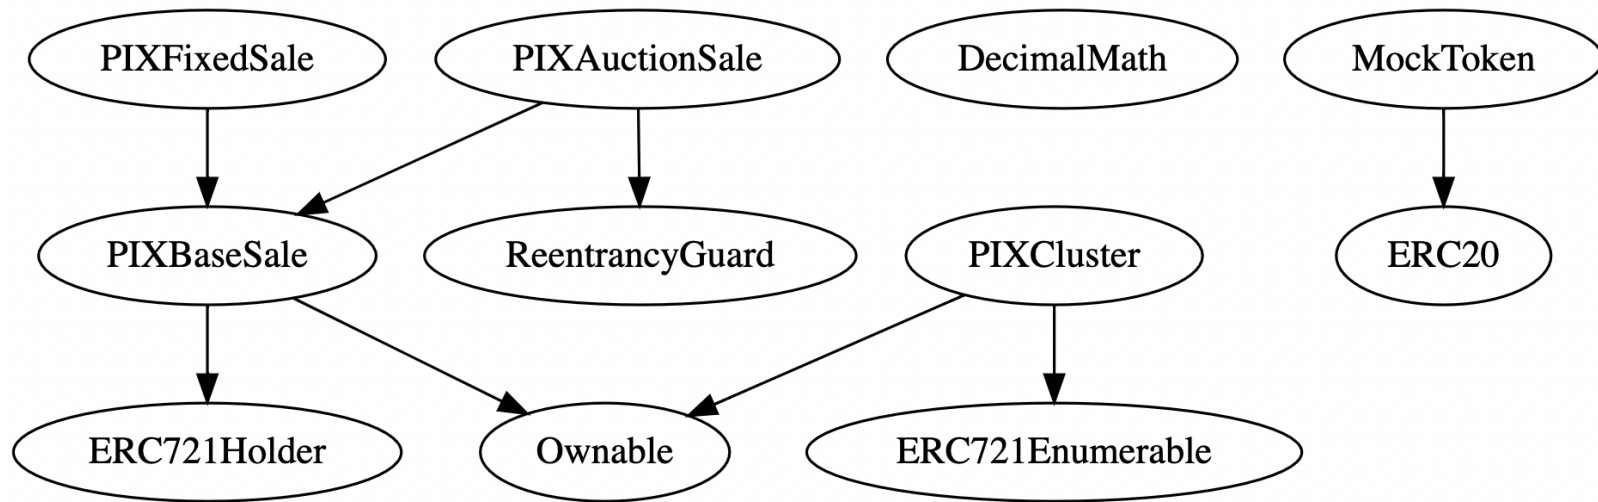 PIXFixedSale
PIXAuctionSale
DecimalMath
MockToken
PIXBaseSale
ReentrancyGuard
PIXCluster
ERC20
ERC721Holder
Ownable
ERC721Enumerable